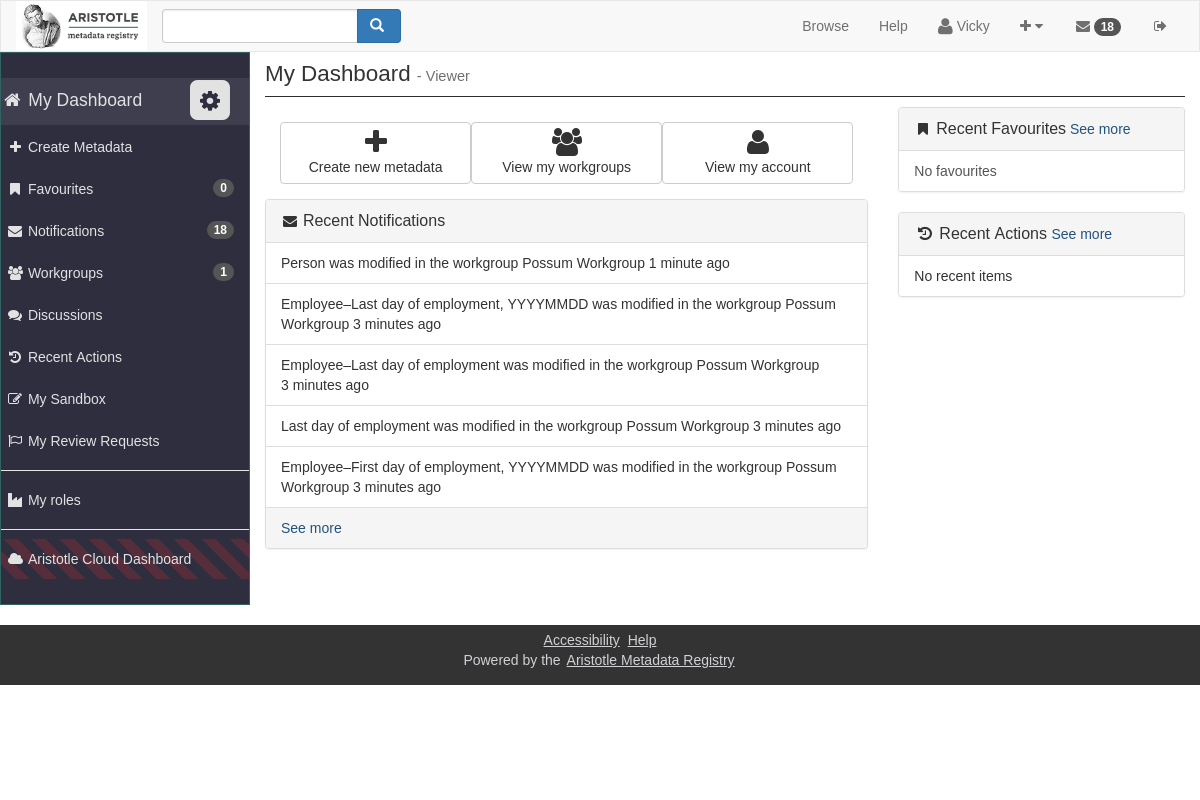 ARISTOTLE
metadata registry
Browse
Help
Vicky
18
My Dashboard
Create Metadata
Favourites 0
Notifications 18
Workgroups 1
Discussions
Recent Actions
My Sandbox
My Review Requests
My roles
Aristotle Cloud Dashboard
My Dashboard - Viewer
Create new metadata
View my workgroups
View my account
Recent Notifications
Person was modified in the workgroup Possum Workgroup 1 minute ago
Employee–Last day of employment, YYYYMMDD was modified in the workgroup Possum
Workgroup 3 minutes ago
Employee–Last day of employment was modified in the workgroup Possum Workgroup
3 minutes ago
Last day of employment was modified in the workgroup Possum Workgroup 3 minutes ago
Employee–First day of employment, YYYYMMDD was modified in the workgroup Possum
Workgroup 3 minutes ago
See more
Recent Favourites See more
No favourites
Recent Actions See more
No recent items
Accessibility Help
Powered by the Aristotle Metadata Registry